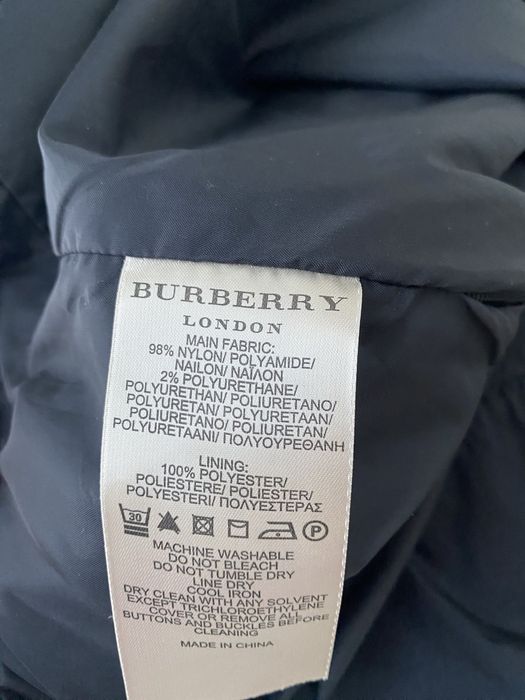 BURBERRY
LONDON
MAIN FABRIC:
98% NYLON/ POLYAMIDE/
NAILON/ ΝΑΪΛΟΝ
2% POLYURETHANE/
POLYURETHAN/ POLIURETANO/
POLYURETAN/ POLYURETAAN/
POLIURETANO/ POLIURETAN/
POLYURETAANI/ ΠΟΛΥΟΥΡΕΘΑΝΗ
LINING:
100% POLYESTER/
POLIESTERE/ POLIESTER/
POLYESTERI/ ΠΟΛΥΕΣΤΕΡΑΣ
30 P
MACHINE WASHABLE
DO NOT BLEACH
DO NOT TUMBLE DRY
LINE DRY
COOL IRON
DRY CLEAN WITH ANY SOLVENT
EXCEPT TRICHLOROETHYLENE
COVER OR REMOVE ALL
BUTTONS AND BUCKLES BEFORE
CLEANING
MADE IN CHINA